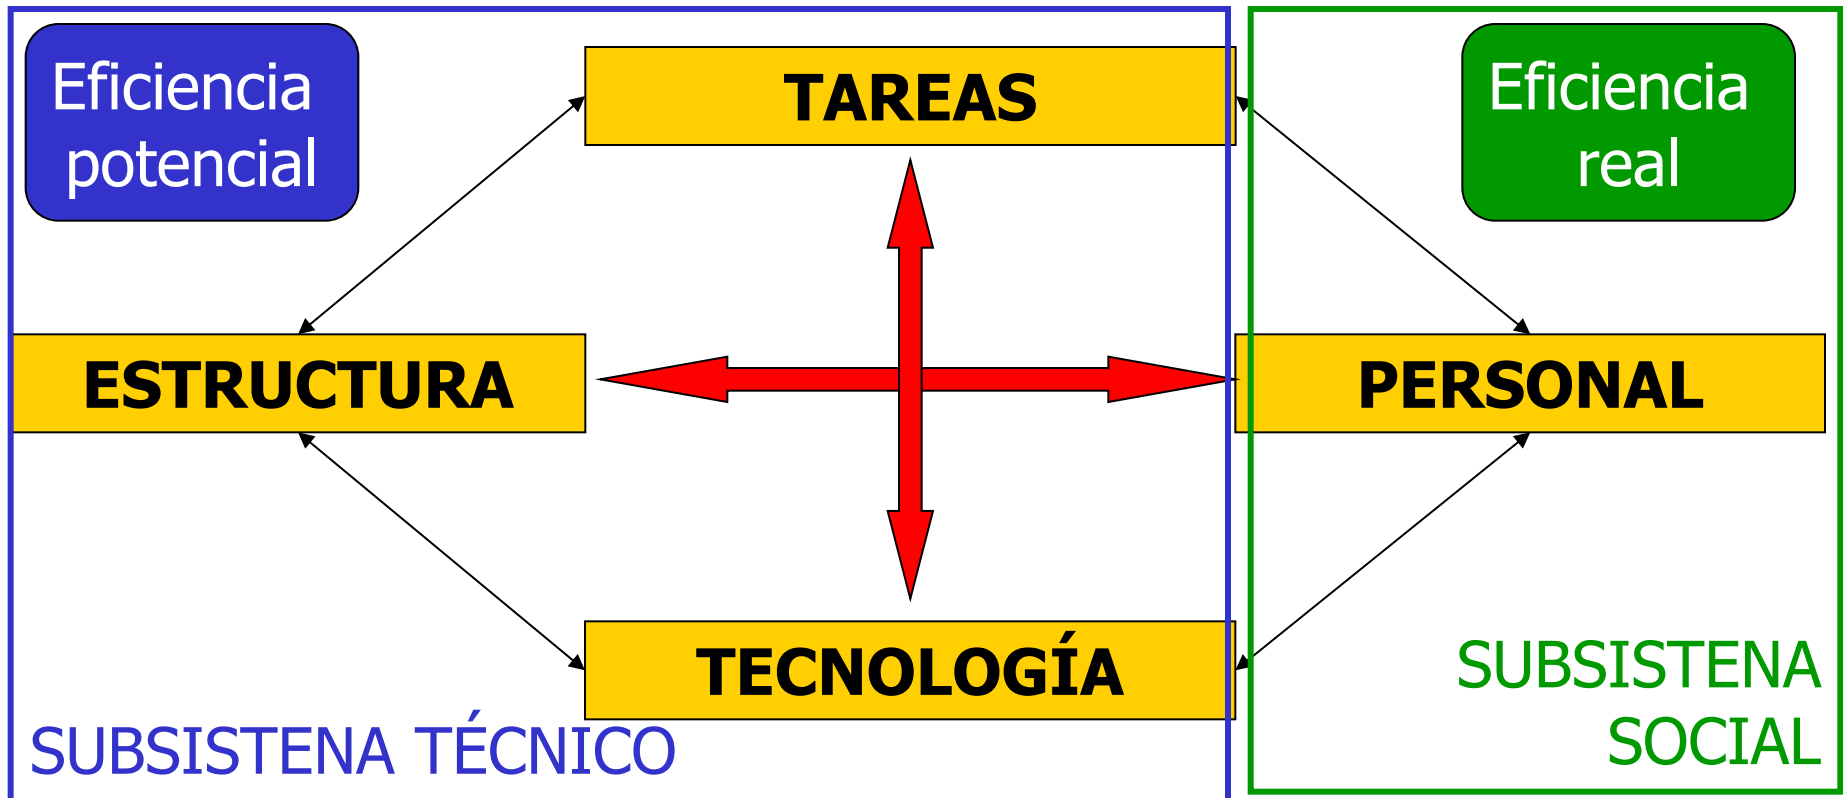 Eficiencia
potencial
TAREAS
Eficiencia
real
ESTRUCTURA
PERSONAL
TECNOLOGÍA
SUBSISTENA TÉCNICO
SUBSISTENA
SOCIAL